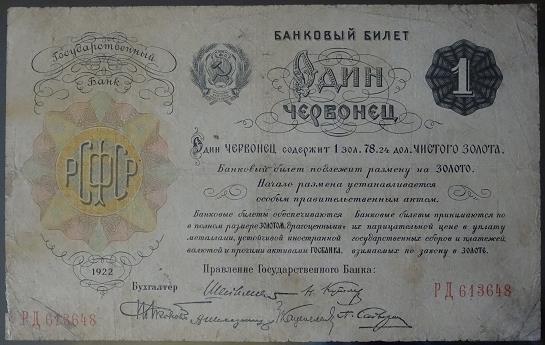 Государственный
Банк
БАНКОВЫЙ БИЛЕТ
ОДИН
ЧЕРВОНЕЦ
1
Один ЧЕРВОНЕЦ содержит 1 зол. 78.24 дол. ЧИСТОГО ЗОЛОТА.
Банковый билет подлежит размену на ЗОЛОТО.
Начало размена устанавливается
особым правительственным актом.
Банковые билеты обеспечиваются
в полном размере ЗОЛОТОМ, драгоценными
металлами, устойчивой иностранной
валютой и прочими активами ГОСБАНКА.
Банковые билеты принимаются по
их нарицательной цене в уплату
государственных сборов и платежей,
взимаемых по закону в ЗОЛОТЕ.
РСФСР
1922
Правление Государственного Банка:
Бухгалтер
РД 613648
РД 613648